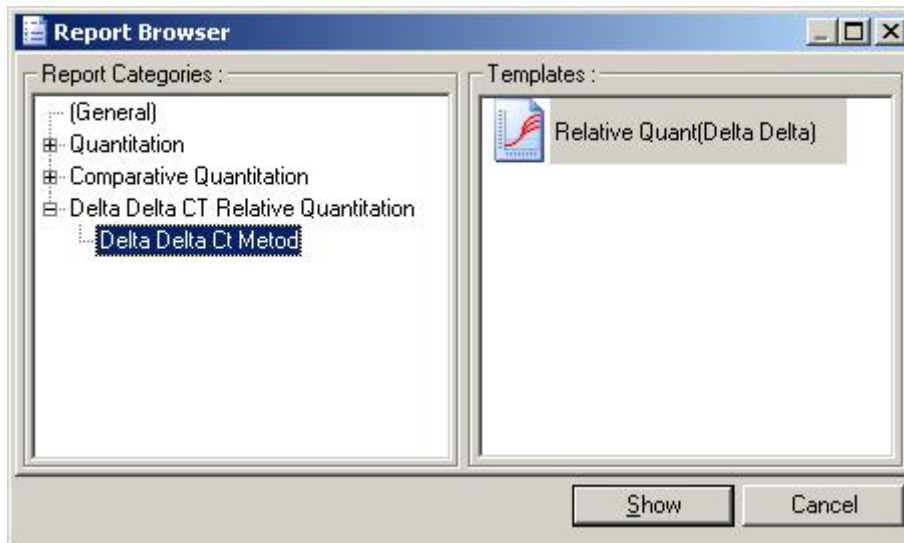 Report Browser
Report Categories :
(General)
Quantitation
Comparative Quantitation
Delta Delta CT Relative Quantitation
Delta Delta Ct Metod
Templates :
Relative Quant(Delta Delta)
Show
Cancel